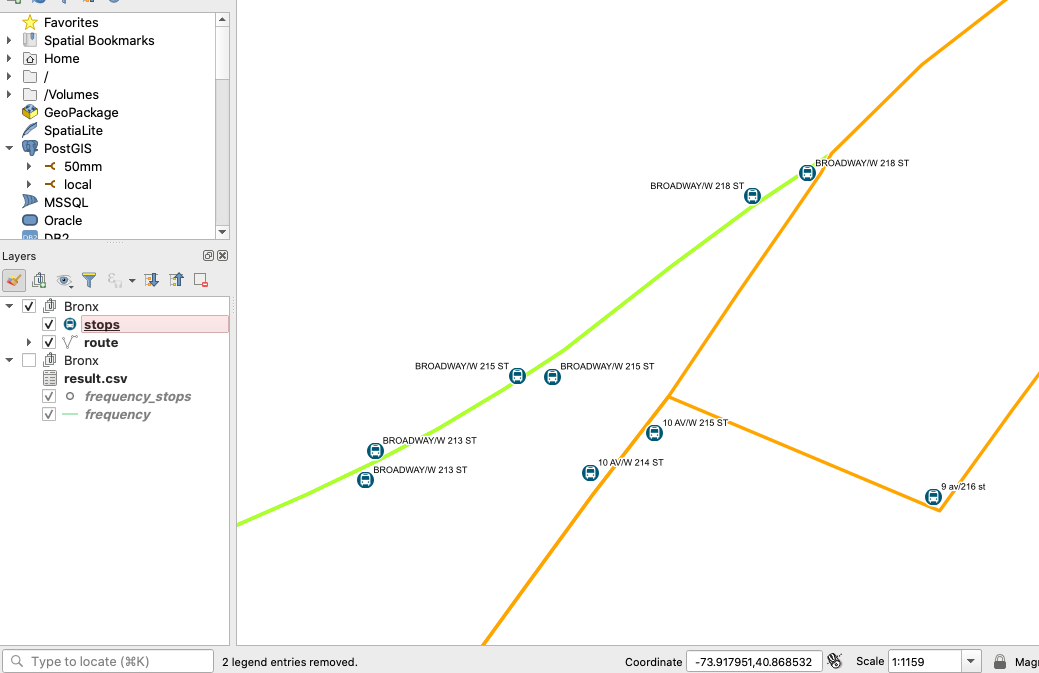 Favorites
Spatial Bookmarks
Home
/
/Volumes
GeoPackage
SpatiaLite
PostGIS
50mm
local
MSSQL
Oracle
DB2
Layers
Bronx
stops
route
Bronx
result.csv
frequency_stops
frequency
BROADWAY/W 218 ST
BROADWAY/W 218 ST
BROADWAY/W 215 ST
BROADWAY/W 215 ST
10 AV/W 215 ST
BROADWAY/W 213 ST
10 AV/W 214 ST
BROADWAY/W 213 ST
9 av/216 st
Type to locate (⌘K)
2 legend entries removed.
Coordinate
-73.917951,40.868532
Scale
1:1159